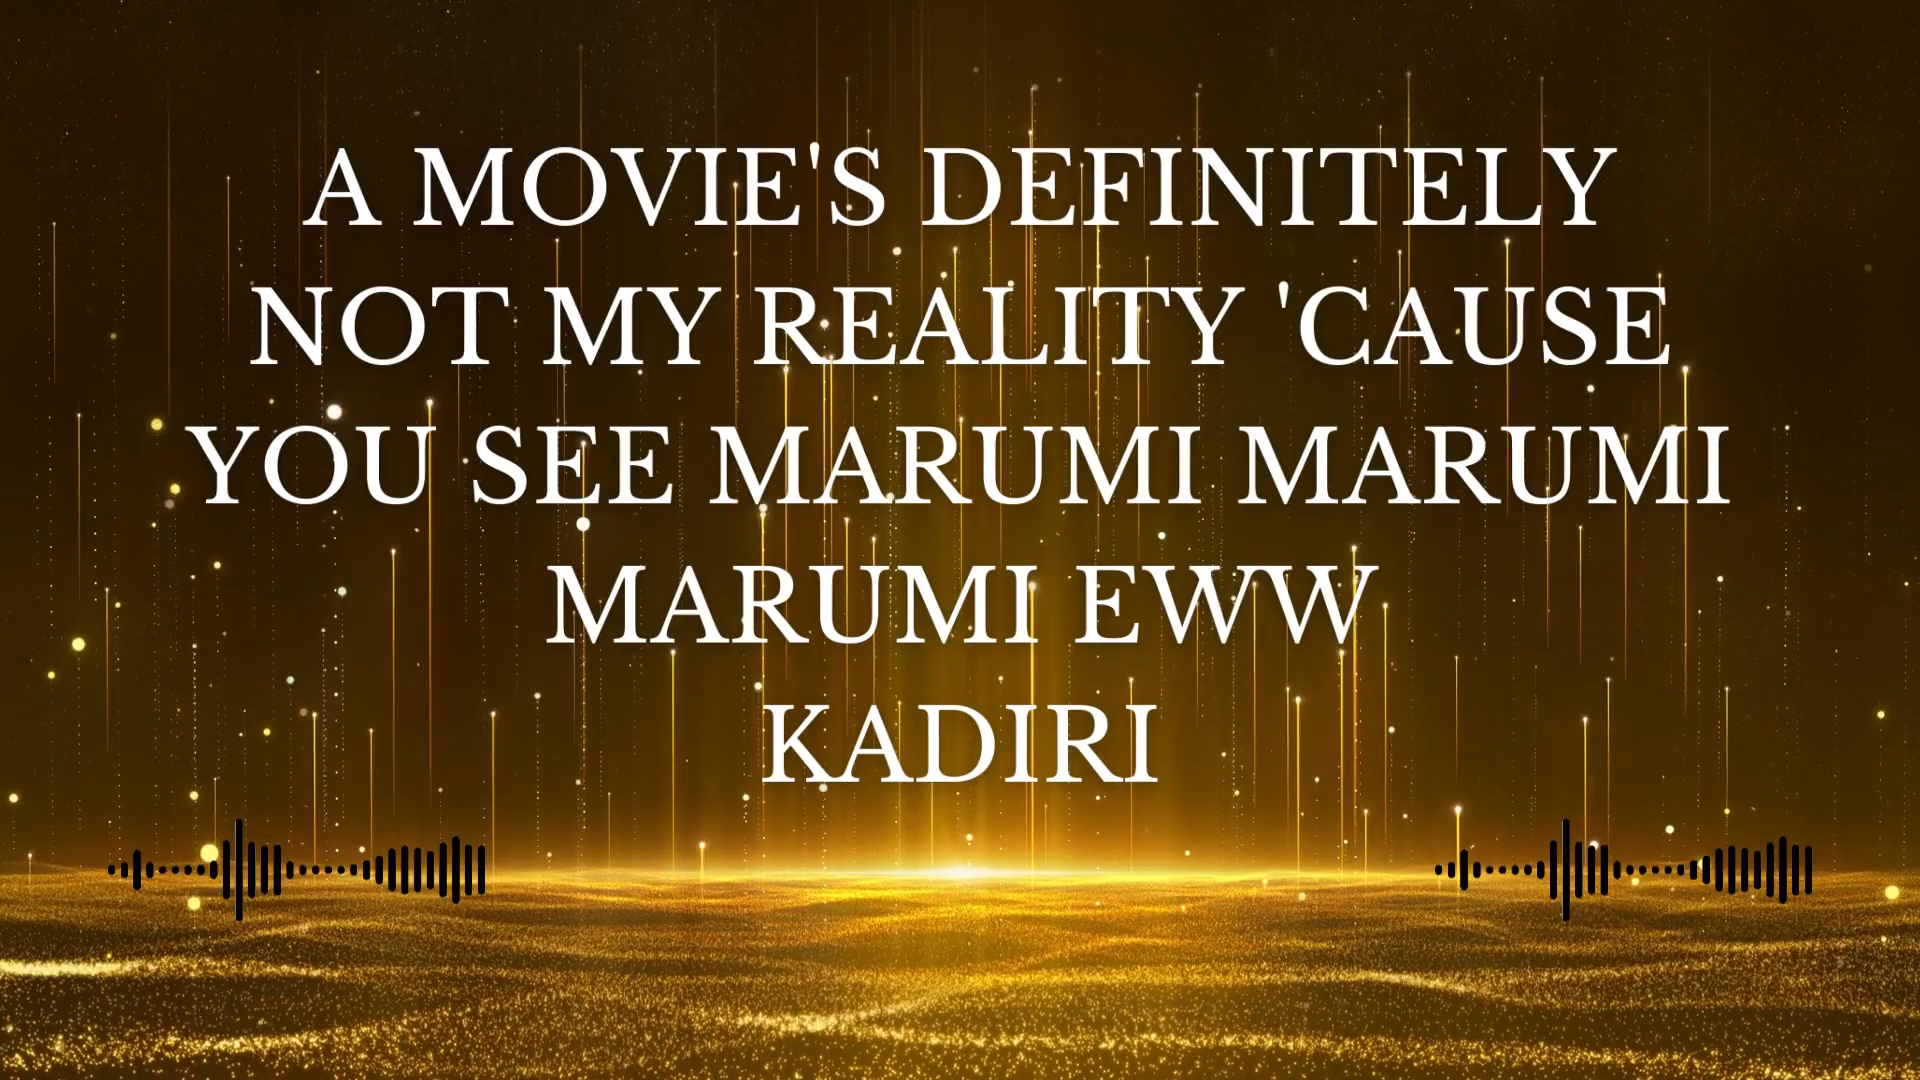 A MOVIE'S DEFINITELY
NOT MY REALITY 'CAUSE
YOU SEE MARUMI MARUMI
MARUMI EWW
KADIRI